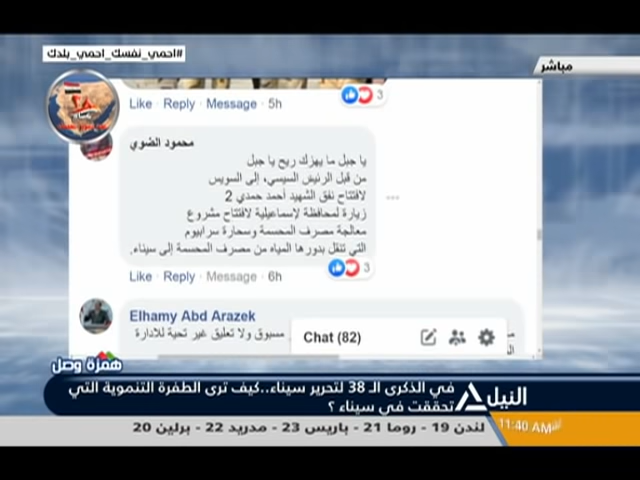 #احمي_نفسك_احمي_بلدك
مباشر
Like · Reply · Message · 5h
3
محمود الضوي
يا جبل ما يهزك ريح يا جبل
من قبل الرئيس السيسي، إلى السويس
لافتتاح نفق الشهيد أحمد حمدي 2
زيارة لمحافظة لإسماعيلية لافتتاح مشروع
معالجة مصرف المحسمة وسحارة سرابيوم
التي تنقل بدورها المياه من مصرف المحسمة إلى سيناء.
Like · Reply · Message · 6h
3
Elhamy Abd Arazek
مسبوق ولا تعليق غير تحية للادارة
Chat (82)
همزة وصل
النيل
في الذكرى الـ 38 لتحرير سيناء..كيف ترى الطفرة التنموية التي
تحققت في سيناء ؟
لندن 19 - روما 21 - باريس 23 - مدريد 22 - برلين 20
11:40 AM